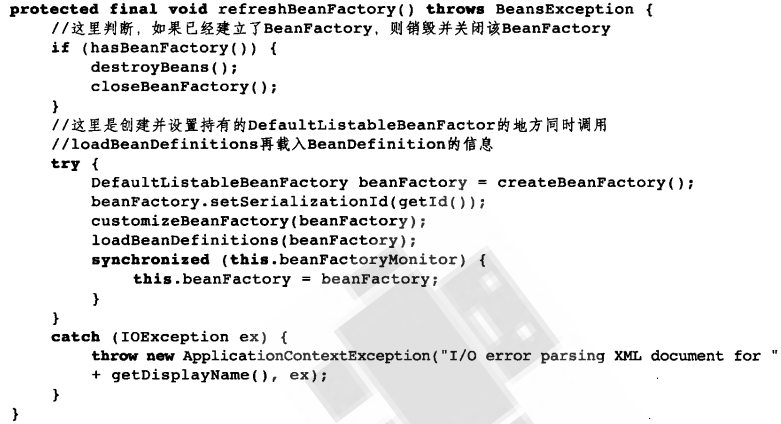 protected final void refreshBeanFactory() throws BeansException {
    //这里判断，如果已经建立了BeanFactory，则销毁并关闭该BeanFactory
    if (hasBeanFactory()) {
        destroyBeans();
        closeBeanFactory();
    }
    //这里是创建并设置持有的DefaultListableBeanFactor的地方同时调用
    //loadBeanDefinitions再载入BeanDefinition的信息
    try {
        DefaultListableBeanFactory beanFactory = createBeanFactory();
        beanFactory.setSerializationId(getId());
        customizeBeanFactory(beanFactory);
        loadBeanDefinitions(beanFactory);
        synchronized (this.beanFactoryMonitor) {
            this.beanFactory = beanFactory;
        }
    }
    catch (IOException ex) {
        throw new ApplicationContextException("I/O error parsing XML document for "
        + getDisplayName(), ex);
    }
}